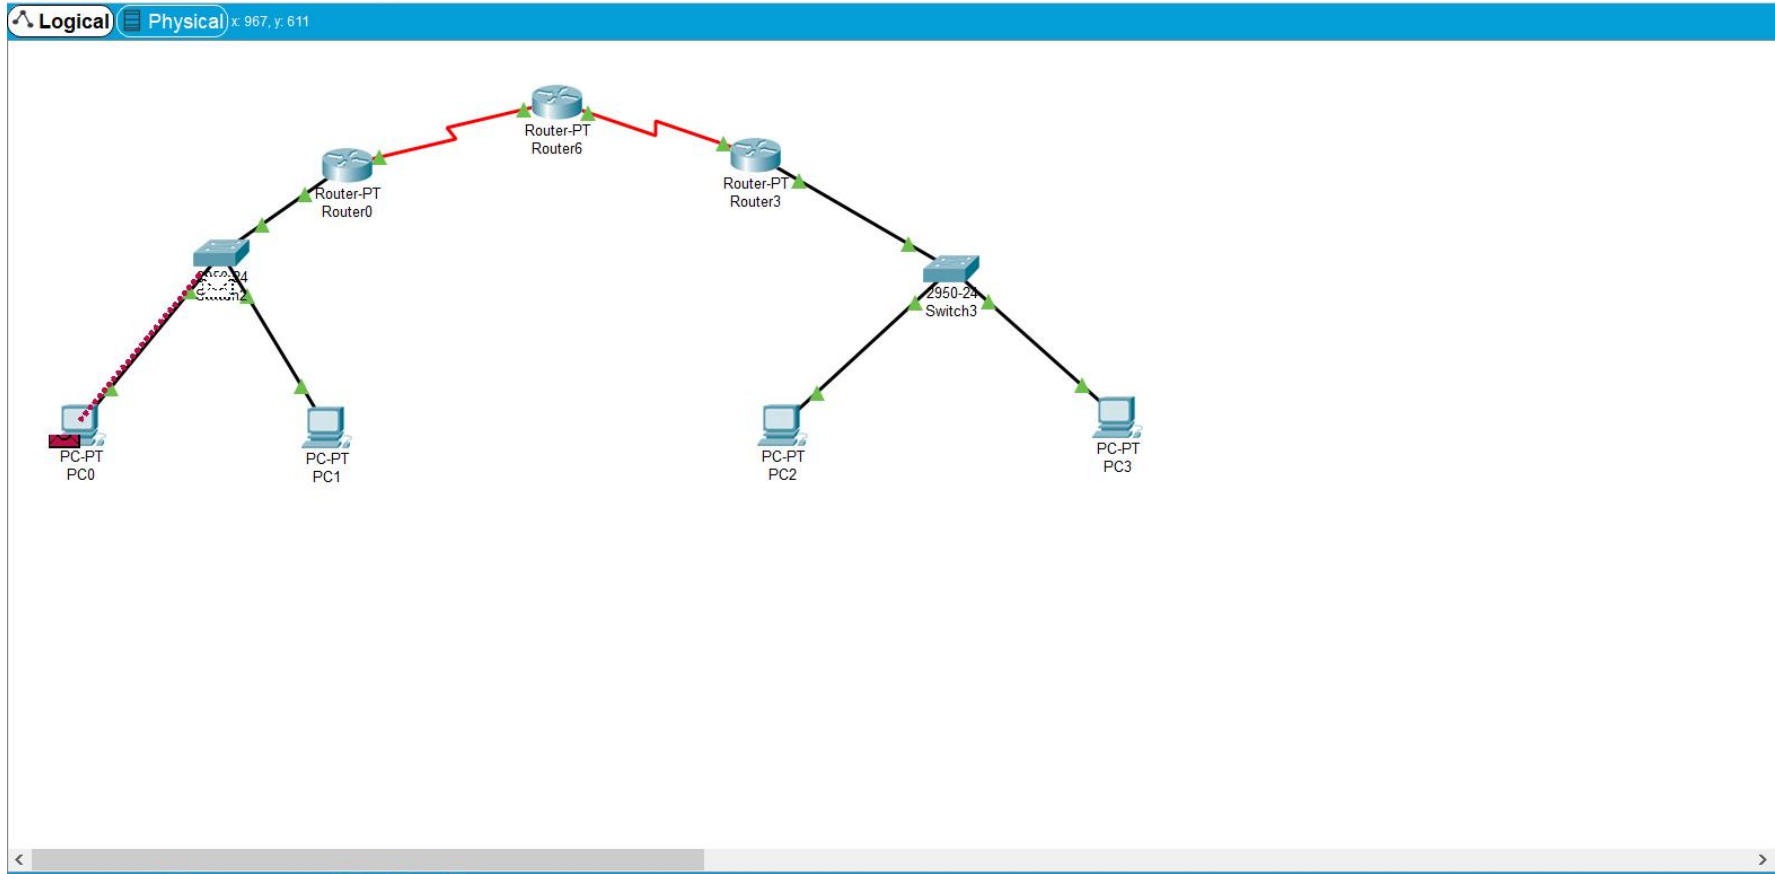 Logical Physical x: 967, y: 611
Router-PT
Router6
Router-PT
Router0
Router-PT
Router3
2950-24
Switch3
PC-PT
PC0
PC-PT
PC1
PC-PT
PC2
PC-PT
PC3